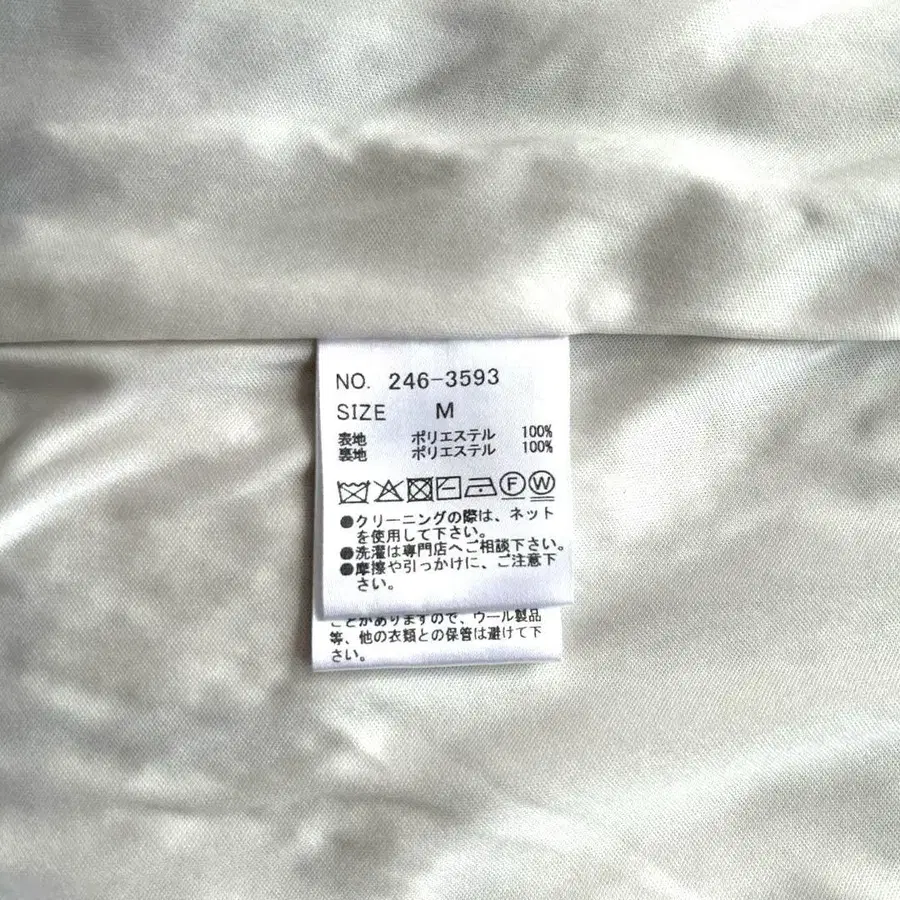 NO. 246-3593
SIZE M
表地 ポリエステル 100%
裏地 ポリエステル 100%
F W
●クリーニングの際は、ネット
を使用して下さい。
●洗濯は専門店へご相談下さい。
●摩擦や引っかけに、ご注意下
さい。
ことがありますので、ウール製品
等、他の衣類との保管は避けて下
さい。